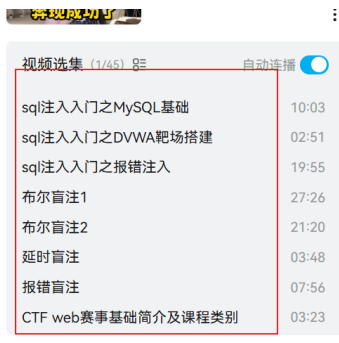 奔现成功了
视频选集 (1/45) 自动连播
sql注入入门之MySQL基础 10:03
sql注入入门之DVWA靶场搭建 02:51
sql注入入门之报错注入 19:55
布尔盲注1 27:26
布尔盲注2 21:20
延时盲注 03:48
报错盲注 07:56
CTF web赛事基础简介及课程类别 03:23